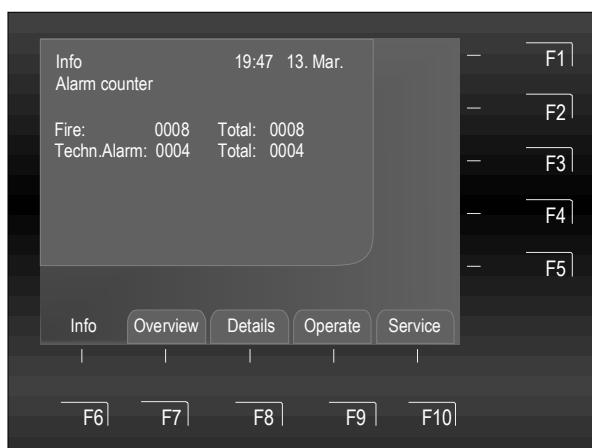 Info 19:47 13. Mar.
Alarm counter
Fire: 0008 Total: 0008
Techn.Alarm: 0004 Total: 0004
F1
F2
F3
F4
F5
Info Overview Details Operate Service
F6 F7 F8 F9 F10